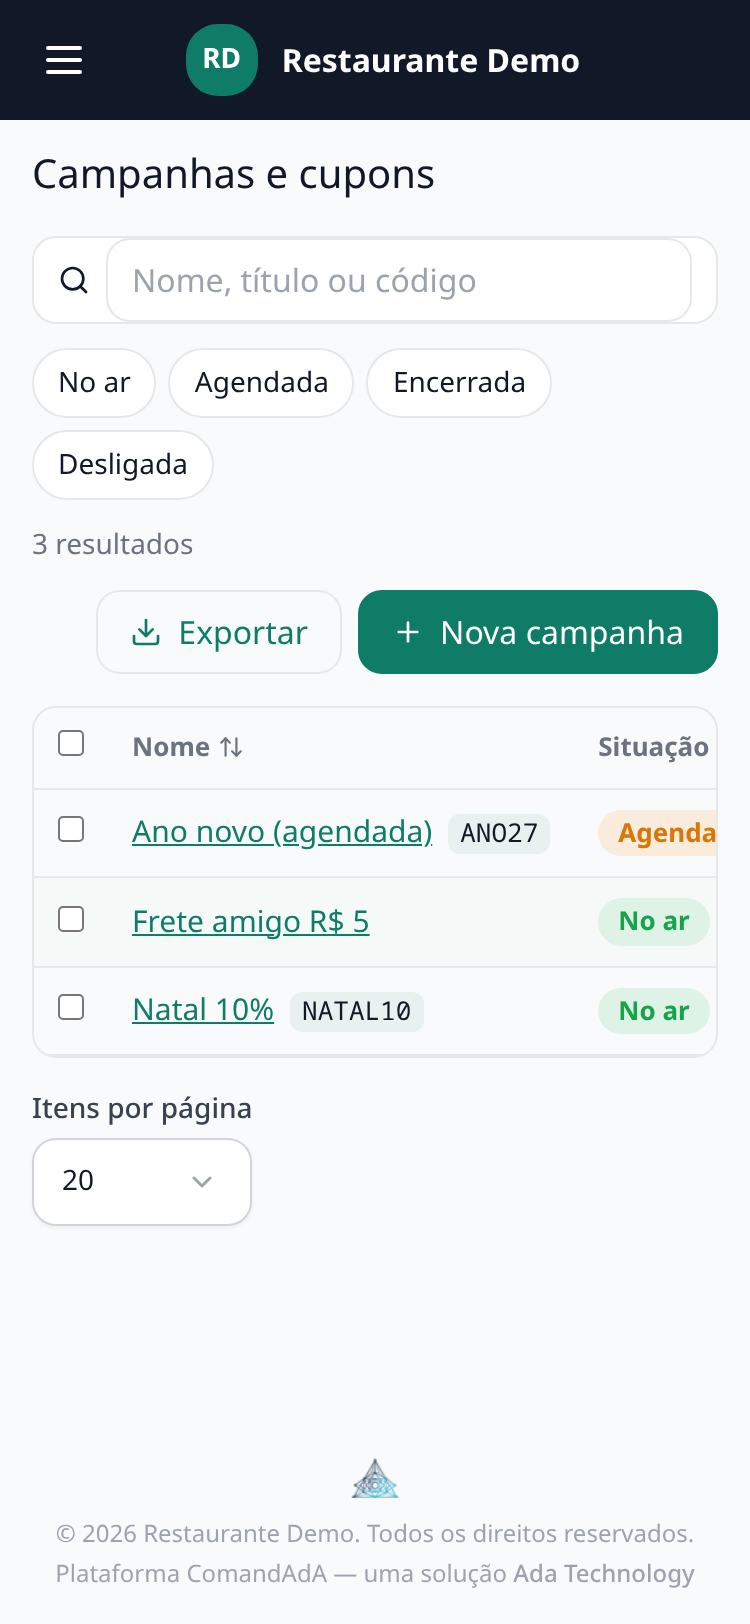 RD Restaurante Demo
Campanhas e cupons
Nome, título ou código
No ar Agendada Encerrada
Desligada
3 resultados
Exportar + Nova campanha
Nome Situação
Ano novo (agendada) ANO27 Agenda
Frete amigo R$ 5 No ar
Natal 10% NATAL10 No ar
Itens por página
20
© 2026 Restaurante Demo. Todos os direitos reservados.
Plataforma ComandAdA — uma solução Ada Technology